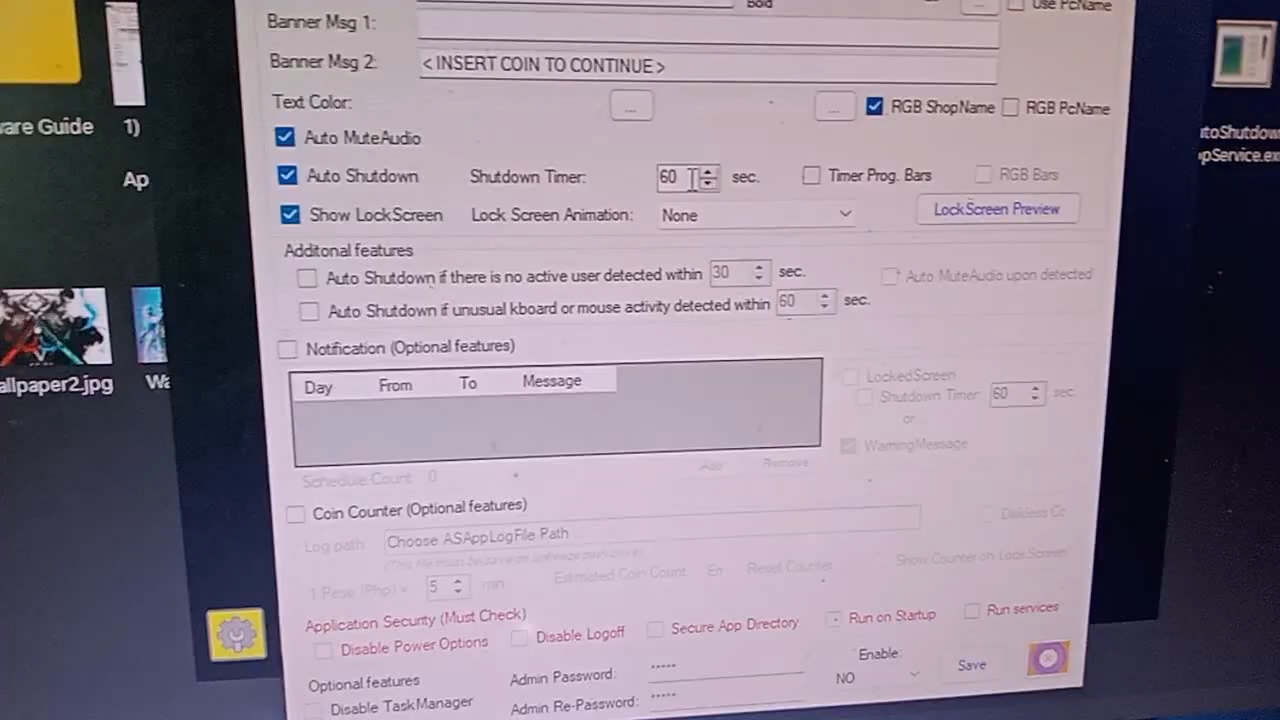 Bold
Use PcName
Banner Msg 1:
Banner Msg 2:
<INSERT COIN TO CONTINUE>
Text Color:
...
...
RGB ShopName
RGB PcName
Auto MuteAudio
Auto Shutdown
Shutdown Timer:
60
sec.
Timer Prog. Bars
RGB Bars
Show LockScreen
Lock Screen Animation:
None
LockScreen Preview
Additonal features
Auto Shutdown if there is no active user detected within 30 sec.
Auto MuteAudio upon detected
Auto Shutdown if unusual kboard or mouse activity detected within 60 sec.
Notification (Optional features)
Day From To Message
LockedScreen
Shutdown Timer: 60 sec.
or
WarningMessage
Schedule Count: 0
Add
Remove
Coin Counter (Optional features)
Log path:
Choose ASAppLogFile Path
1 Peso (Php) = 5 min
Estimated Coin Count:
Reset Counter
Show Counter on LockScreen
Application Security (Must Check)
Disable Power Options
Disable Logoff
Secure App Directory
Run on Startup
Run services
Optional features
Disable TaskManager
Admin Password:
*****
Admin Re-Password:
*****
Enable:
NO
Save
are Guide
1)
Ap
allpaper2.jpg
Wa
toShutdow
pService.ex